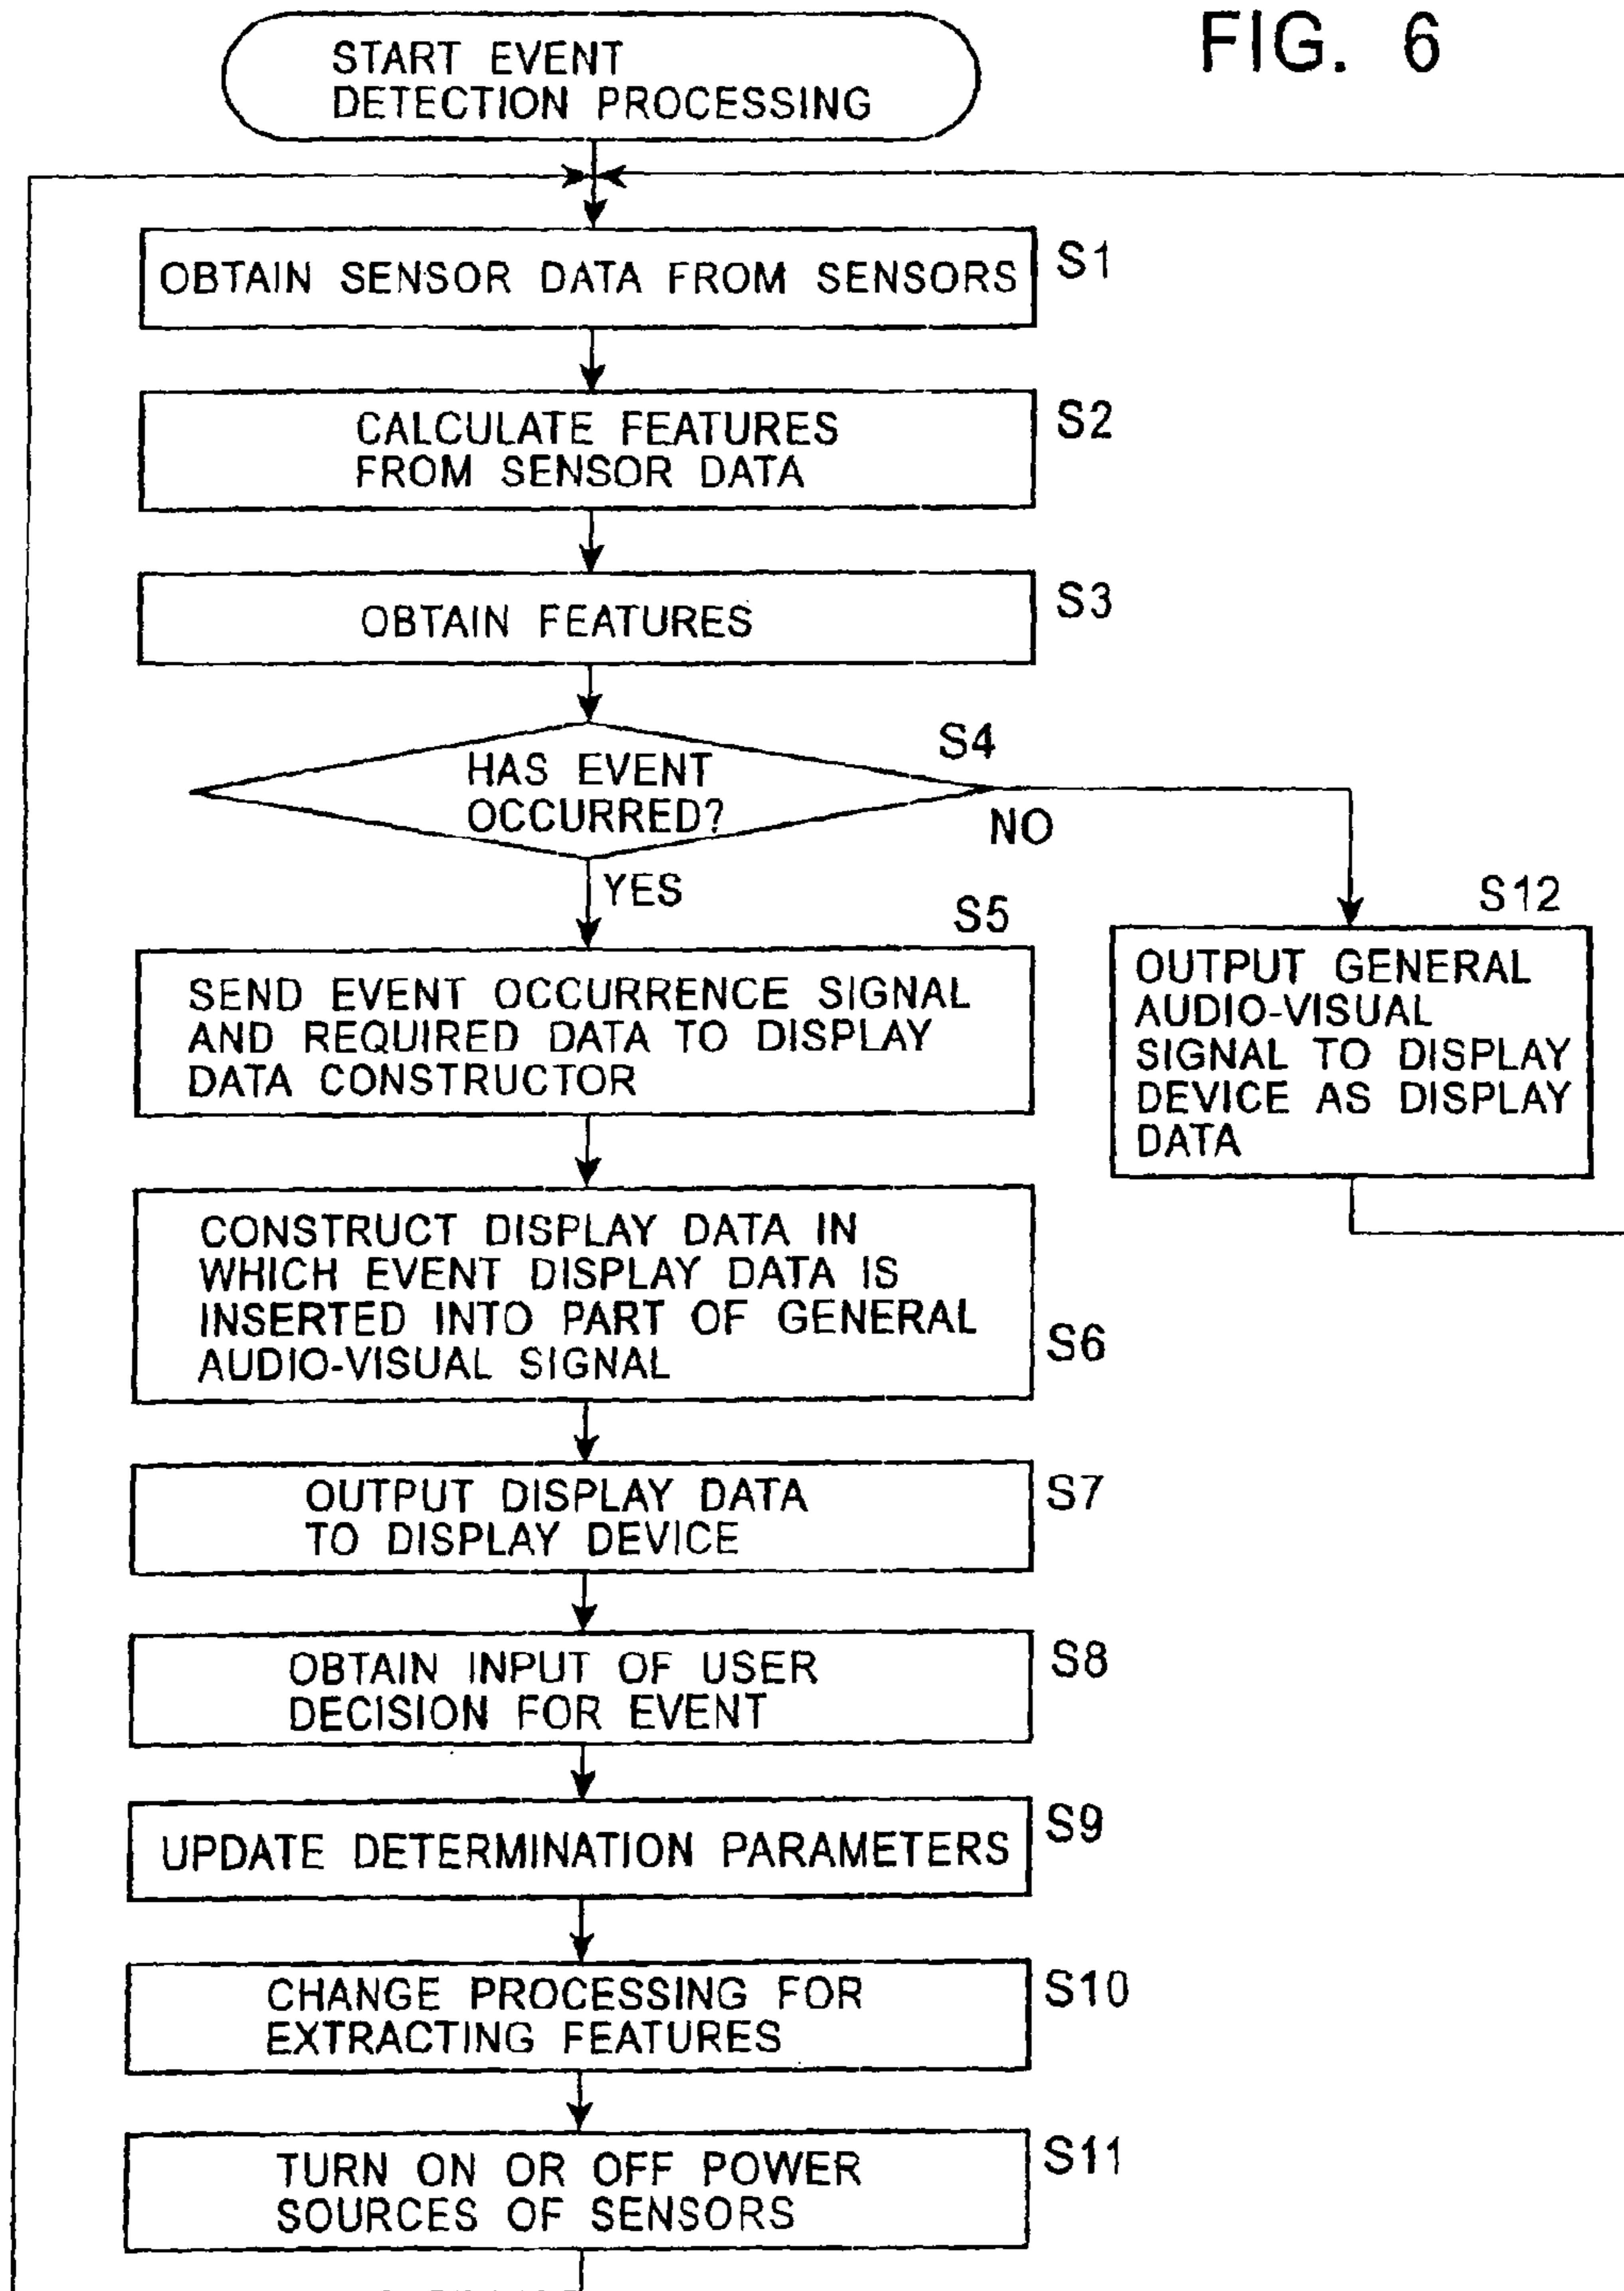 FIG. 6
START EVENT
DETECTION PROCESSING
OBTAIN SENSOR DATA FROM SENSORS
S1
CALCULATE FEATURES
FROM SENSOR DATA
S2
OBTAIN FEATURES
S3
HAS EVENT
OCCURRED?
S4
NO
YES
S5
SEND EVENT OCCURRENCE SIGNAL
AND REQUIRED DATA TO DISPLAY
DATA CONSTRUCTOR
S12
OUTPUT GENERAL
AUDIO-VISUAL
SIGNAL TO DISPLAY
DEVICE AS DISPLAY
DATA
CONSTRUCT DISPLAY DATA IN
WHICH EVENT DISPLAY DATA IS
INSERTED INTO PART OF GENERAL
AUDIO-VISUAL SIGNAL
S6
OUTPUT DISPLAY DATA
TO DISPLAY DEVICE
S7
OBTAIN INPUT OF USER
DECISION FOR EVENT
S8
UPDATE DETERMINATION PARAMETERS
S9
CHANGE PROCESSING FOR
EXTRACTING FEATURES
S10
TURN ON OR OFF POWER
SOURCES OF SENSORS
S11